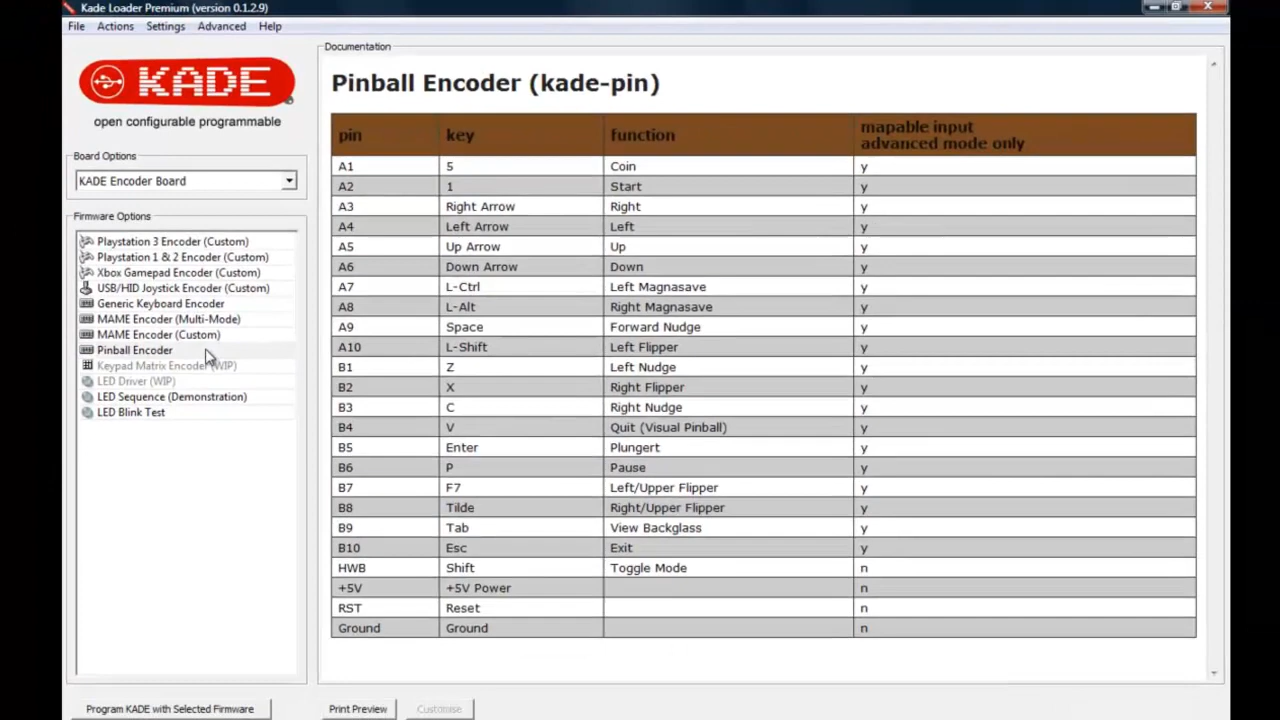 Kade Loader Premium (version 0.1.2.9)
File Actions Settings Advanced Help
KADE
open configurable programmable
Board Options
KADE Encoder Board
Firmware Options
Playstation 3 Encoder (Custom)
Playstation 1 & 2 Encoder (Custom)
Xbox Gamepad Encoder (Custom)
USB/HID Joystick Encoder (Custom)
Generic Keyboard Encoder
MAME Encoder (Multi-Mode)
MAME Encoder (Custom)
Pinball Encoder
Keypad Matrix Encoder (WIP)
LED Driver (WIP)
LED Sequence (Demonstration)
LED Blink Test
Program KADE with Selected Firmware
Documentation
Pinball Encoder (kade-pin)
pin key function mapable input
advanced mode only
A1 5 Coin y
A2 1 Start y
A3 Right Arrow Right y
A4 Left Arrow Left y
A5 Up Arrow Up y
A6 Down Arrow Down y
A7 L-Ctrl Left Magnasave y
A8 L-Alt Right Magnasave y
A9 Space Forward Nudge y
A10 L-Shift Left Flipper y
B1 Z Left Nudge y
B2 X Right Flipper y
B3 C Right Nudge y
B4 V Quit (Visual Pinball) y
B5 Enter Plungert y
B6 P Pause y
B7 F7 Left/Upper Flipper y
B8 Tilde Right/Upper Flipper y
B9 Tab View Backglass y
B10 Esc Exit y
HWB Shift Toggle Mode n
+5V +5V Power n
RST Reset n
Ground Ground n
Print Preview Customise